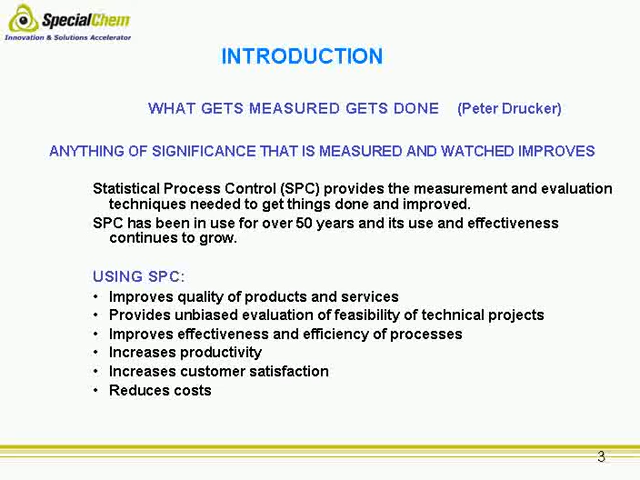 SpecialChem
Innovation & Solutions Accelerator
INTRODUCTION
WHAT GETS MEASURED GETS DONE (Peter Drucker)
ANYTHING OF SIGNIFICANCE THAT IS MEASURED AND WATCHED IMPROVES
Statistical Process Control (SPC) provides the measurement and evaluation
techniques needed to get things done and improved.
SPC has been in use for over 50 years and its use and effectiveness
continues to grow.
USING SPC:
• Improves quality of products and services
• Provides unbiased evaluation of feasibility of technical projects
• Improves effectiveness and efficiency of processes
• Increases productivity
• Increases customer satisfaction
• Reduces costs
3